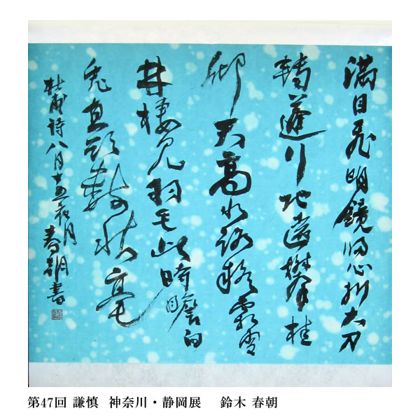 満目飛明鏡帰心折大刀
轉蓬行地遠攀桂
仰天高水路疑霜雪
林棲見羽毛此時瞻白
兎直欲數秋毫
杜甫詩八月十五夜月 春朝書
第47回 謙慎 神奈川・静岡展 鈴木 春朝